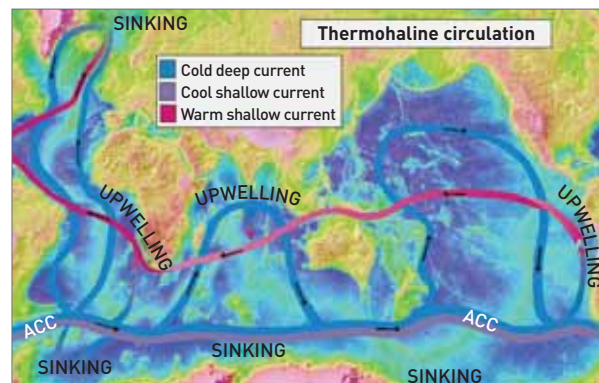 SINKING
Thermohaline circulation
Cold deep current
Cool shallow current
Warm shallow current
UPWELLING
UPWELLING
UPWELLING
ACC
ACC
SINKING
SINKING
SINKING